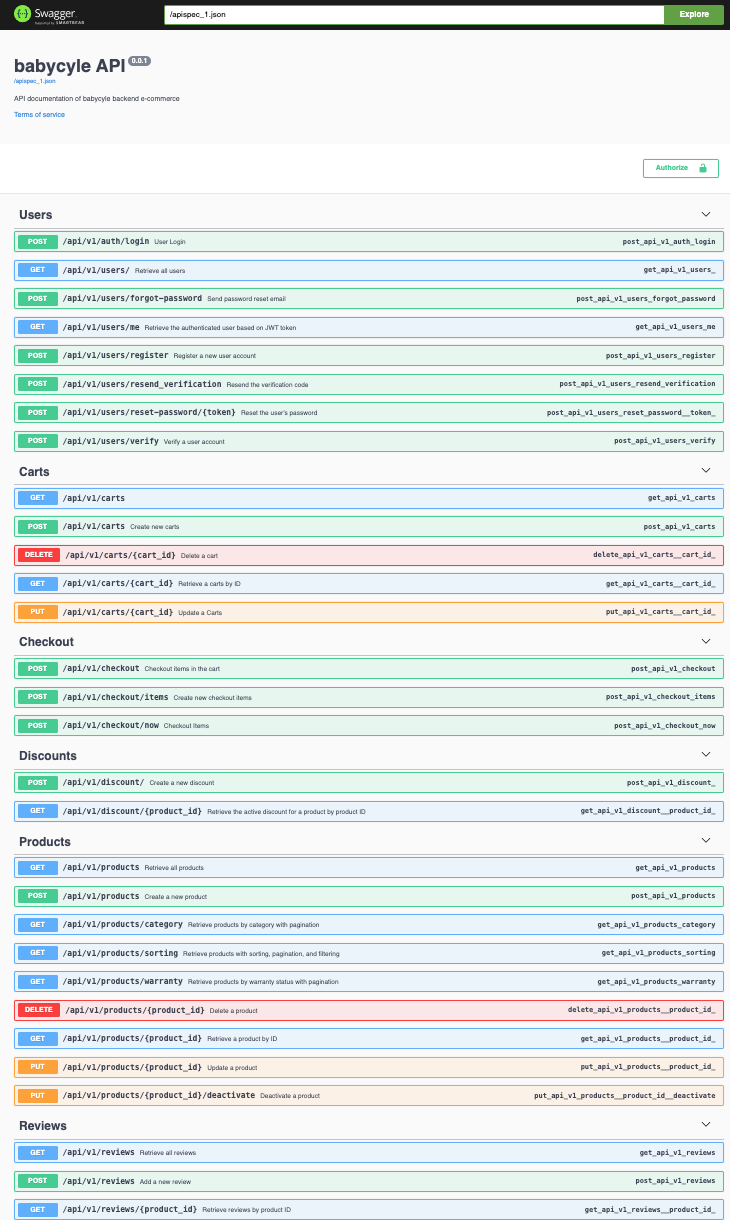 Swagger
Supported by SMARTBEAR
/apispec_1.json
Explore
babycyle API 0.0.1
/apispec_1.json
API documentation of babycyle backend e-commerce
Terms of service
Authorize
Users
POST /api/v1/auth/login User Login post_api_v1_auth_login
GET /api/v1/users/ Retrieve all users get_api_v1_users_
POST /api/v1/users/forgot-password Send password reset email post_api_v1_users_forgot_password
GET /api/v1/users/me Retrieve the authenticated user based on JWT token get_api_v1_users_me
POST /api/v1/users/register Register a new user account post_api_v1_users_register
POST /api/v1/users/resend_verification Resend the verification code post_api_v1_users_resend_verification
POST /api/v1/users/reset-password/{token} Reset the user's password post_api_v1_users_reset_password__token_
POST /api/v1/users/verify Verify a user account post_api_v1_users_verify
Carts
GET /api/v1/carts get_api_v1_carts
POST /api/v1/carts Create new carts post_api_v1_carts
DELETE /api/v1/carts/{cart_id} Delete a cart delete_api_v1_carts__cart_id_
GET /api/v1/carts/{cart_id} Retrieve a carts by ID get_api_v1_carts__cart_id_
PUT /api/v1/carts/{cart_id} Update a Carts put_api_v1_carts__cart_id_
Checkout
POST /api/v1/checkout Checkout items in the cart post_api_v1_checkout
POST /api/v1/checkout/items Create new checkout items post_api_v1_checkout_items
POST /api/v1/checkout/now Checkout Items post_api_v1_checkout_now
Discounts
POST /api/v1/discount/ Create a new discount post_api_v1_discount_
GET /api/v1/discount/{product_id} Retrieve the active discount for a product by product ID get_api_v1_discount__product_id_
Products
GET /api/v1/products Retrieve all products get_api_v1_products
POST /api/v1/products Create a new product post_api_v1_products
GET /api/v1/products/category Retrieve products by category with pagination get_api_v1_products_category
GET /api/v1/products/sorting Retrieve products with sorting, pagination, and filtering get_api_v1_products_sorting
GET /api/v1/products/warranty Retrieve products by warranty status with pagination get_api_v1_products_warranty
DELETE /api/v1/products/{product_id} Delete a product delete_api_v1_products__product_id_
GET /api/v1/products/{product_id} Retrieve a product by ID get_api_v1_products__product_id_
PUT /api/v1/products/{product_id} Update a product put_api_v1_products__product_id_
PUT /api/v1/products/{product_id}/deactivate Deactivate a product put_api_v1_products__product_id__deactivate
Reviews
GET /api/v1/reviews Retrieve all reviews get_api_v1_reviews
POST /api/v1/reviews Add a new review post_api_v1_reviews
GET /api/v1/reviews/{product_id} Retrieve reviews by product ID get_api_v1_reviews__product_id_